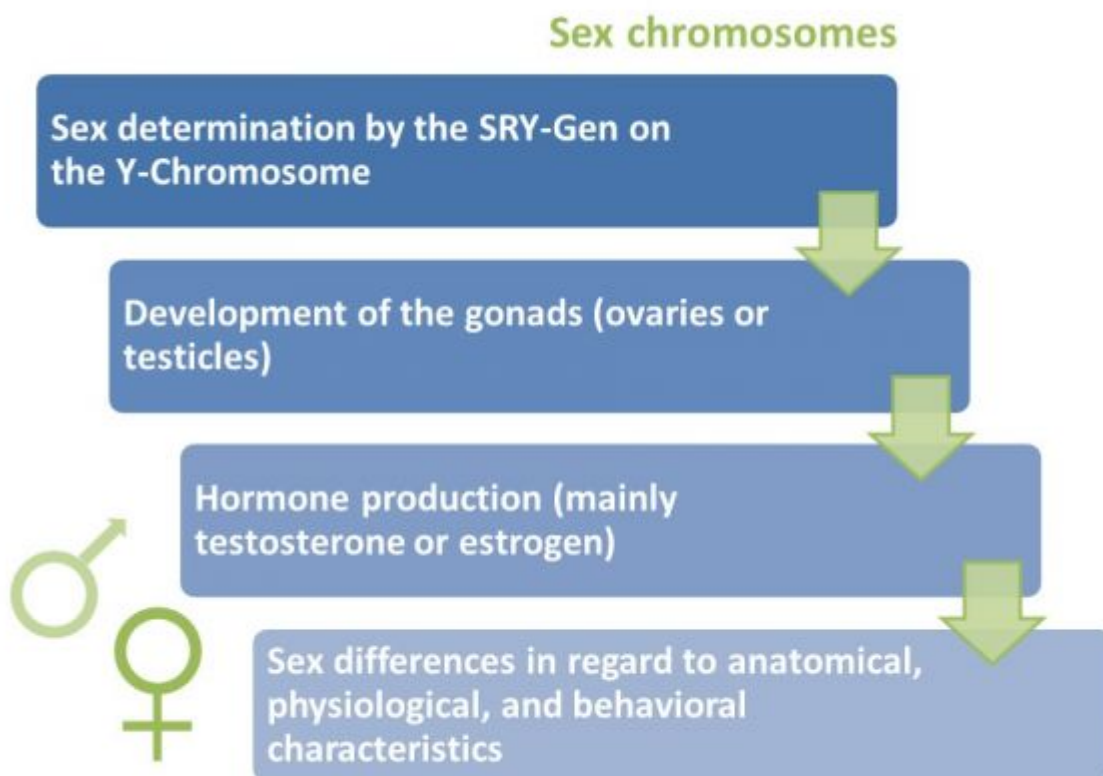 Sex chromosomes
Sex determination by the SRY-Gen on
the Y-Chromosome
Development of the gonads (ovaries or
testicles)
Hormone production (mainly
testosterone or estrogen)
Sex differences in regard to anatomical,
physiological, and behavioral
characteristics